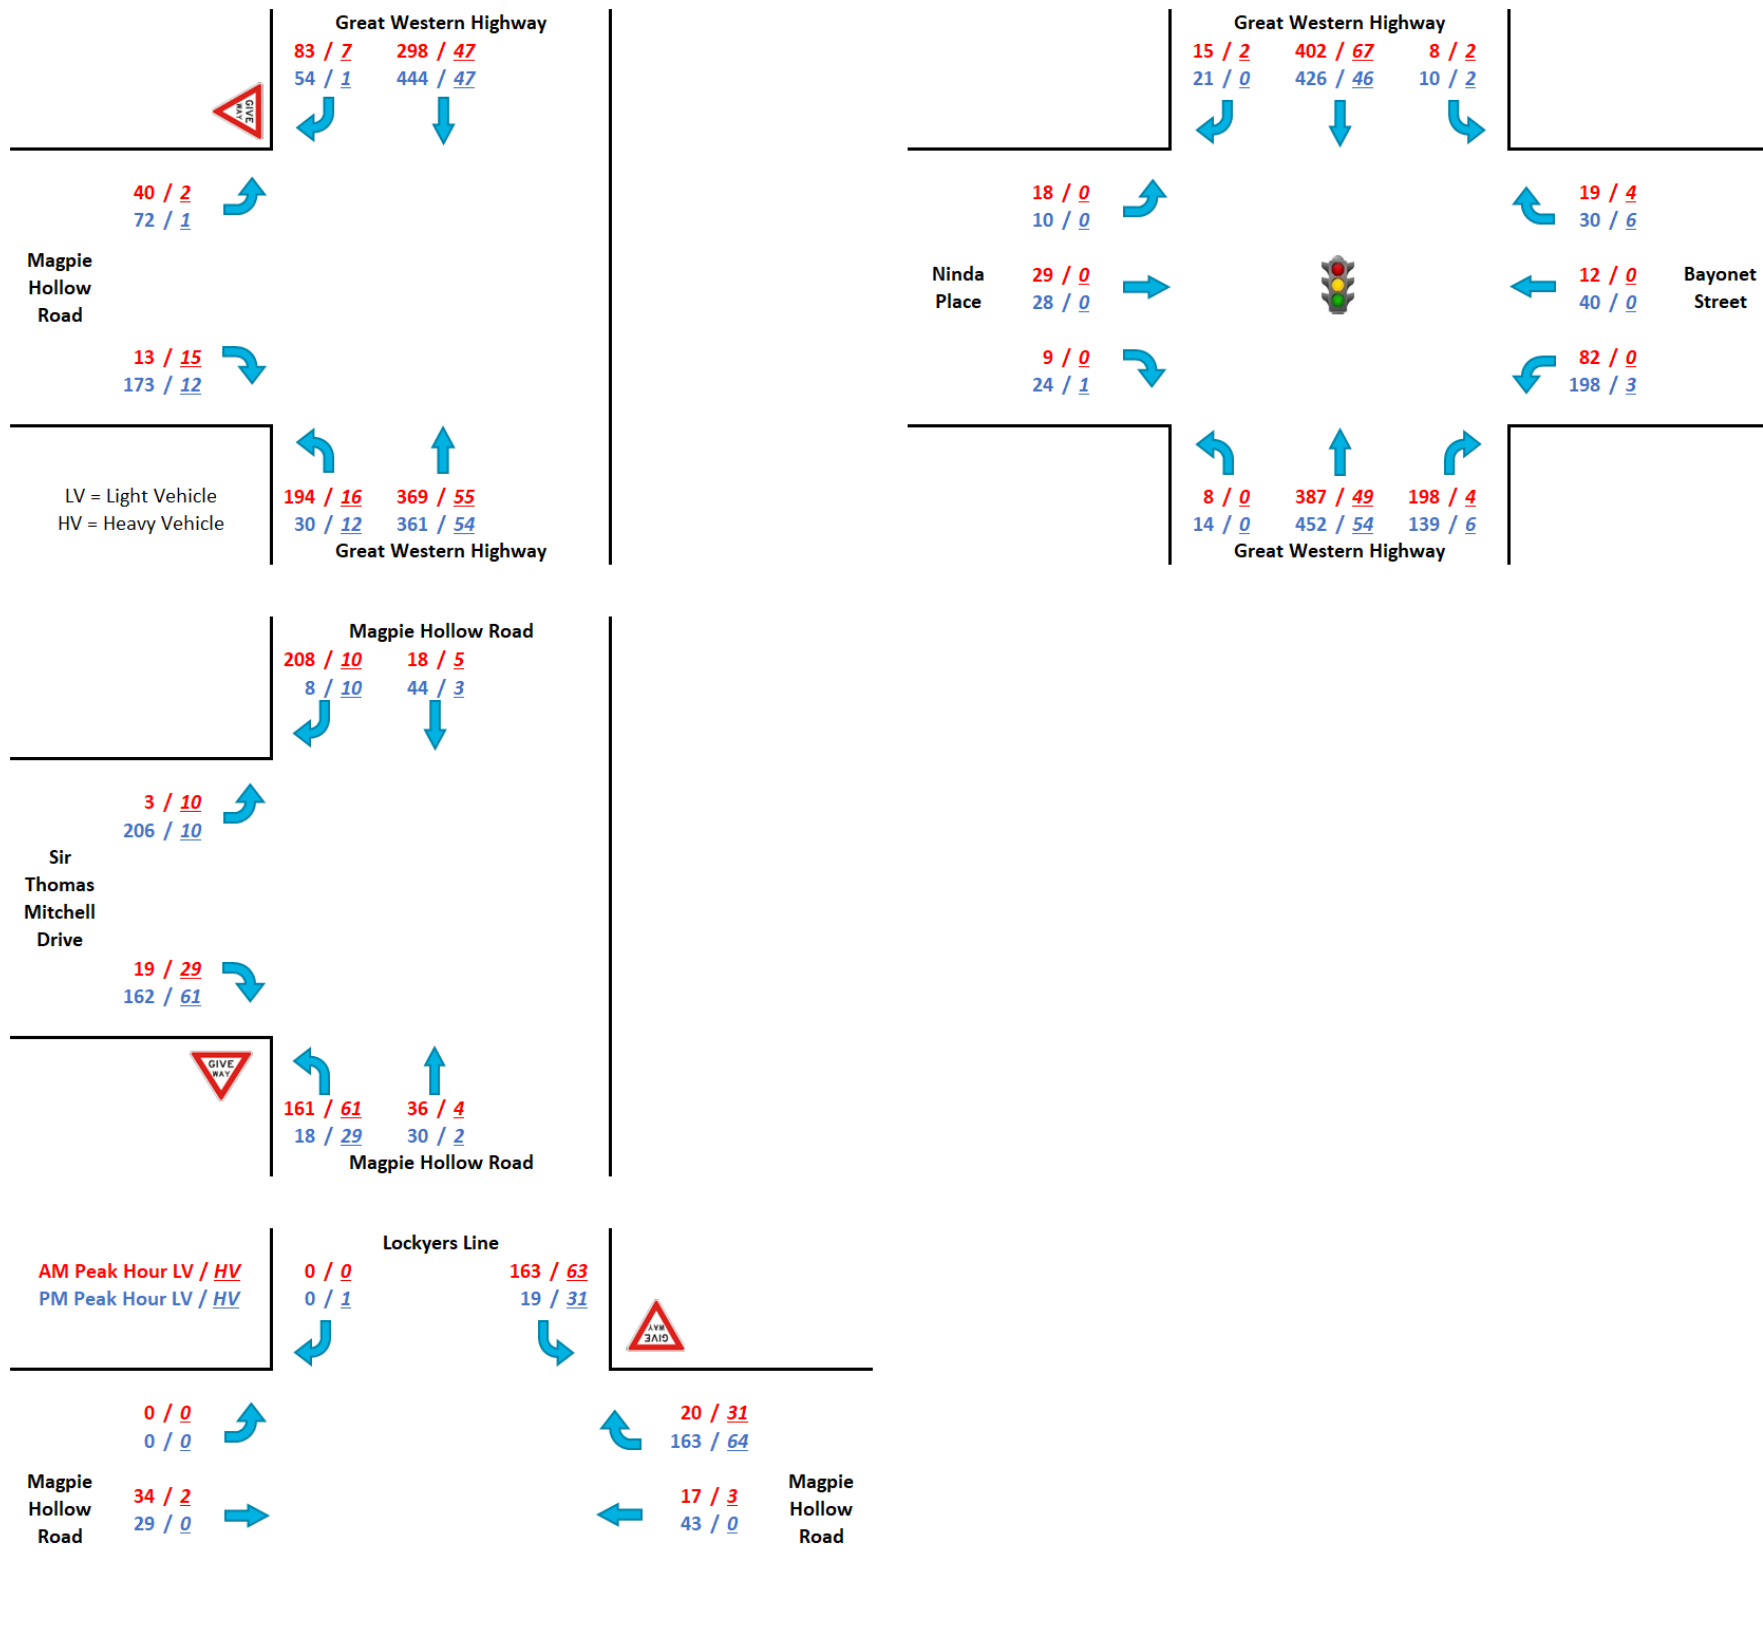 Great Western Highway
83 / 7 298 / 47
54 / 1 444 / 47
GIVE
WAY
40 / 2
72 / 1
Magpie
Hollow
Road
13 / 15
173 / 12
LV = Light Vehicle
HV = Heavy Vehicle
194 / 16 369 / 55
30 / 12 361 / 54
Great Western Highway
Great Western Highway
15 / 2 402 / 67 8 / 2
21 / 0 426 / 46 10 / 2
18 / 0
10 / 0
19 / 4
30 / 6
Ninda
Place
29 / 0
28 / 0
12 / 0
40 / 0
Bayonet
Street
9 / 0
24 / 1
82 / 0
198 / 3
8 / 0 387 / 49 198 / 4
14 / 0 452 / 54 139 / 6
Great Western Highway
Magpie Hollow Road
208 / 10 18 / 5
8 / 10 44 / 3
3 / 10
206 / 10
Sir
Thomas
Mitchell
Drive
19 / 29
162 / 61
GIVE
WAY
161 / 61 36 / 4
18 / 29 30 / 2
Magpie Hollow Road
Lockyers Line
AM Peak Hour LV / HV
PM Peak Hour LV / HV
0 / 0 163 / 63
0 / 1 19 / 31
GIVE
WAY
0 / 0
0 / 0
20 / 31
163 / 64
Magpie
Hollow
Road
34 / 2
29 / 0
17 / 3
43 / 0
Magpie
Hollow
Road